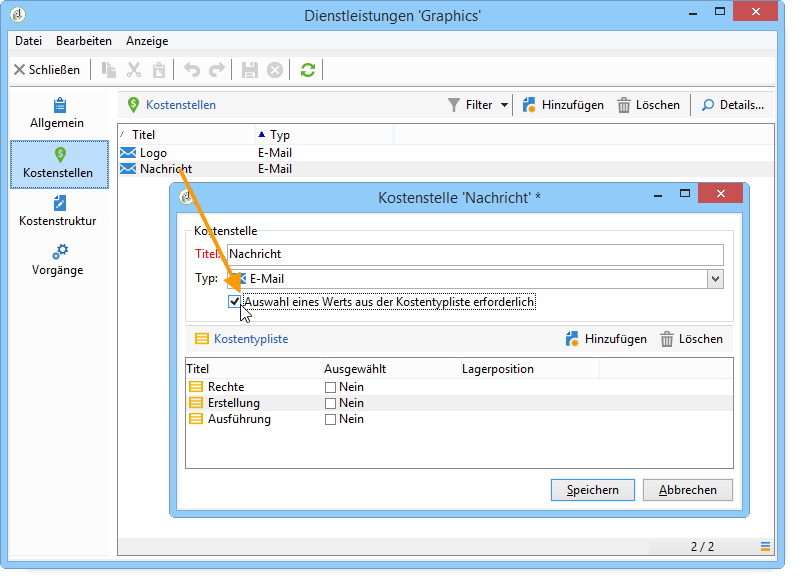 Dienstleistungen 'Graphics'
Datei Bearbeiten Anzeige
Schließen
Allgemein
Kostenstellen
Kostenstruktur
Vorgänge
Kostenstellen Filter Hinzufügen Löschen Details...
Titel Typ
Logo E-Mail
Nachricht E-Mail
Kostenstelle 'Nachricht' *
Kostenstelle
Titel: Nachricht
Typ: E-Mail
Auswahl eines Werts aus der Kostentypliste erforderlich
Kostentypliste Hinzufügen Löschen
Titel Ausgewählt Lagerposition
Rechte Nein
Erstellung Nein
Ausführung Nein
Speichern Abbrechen
2 / 2